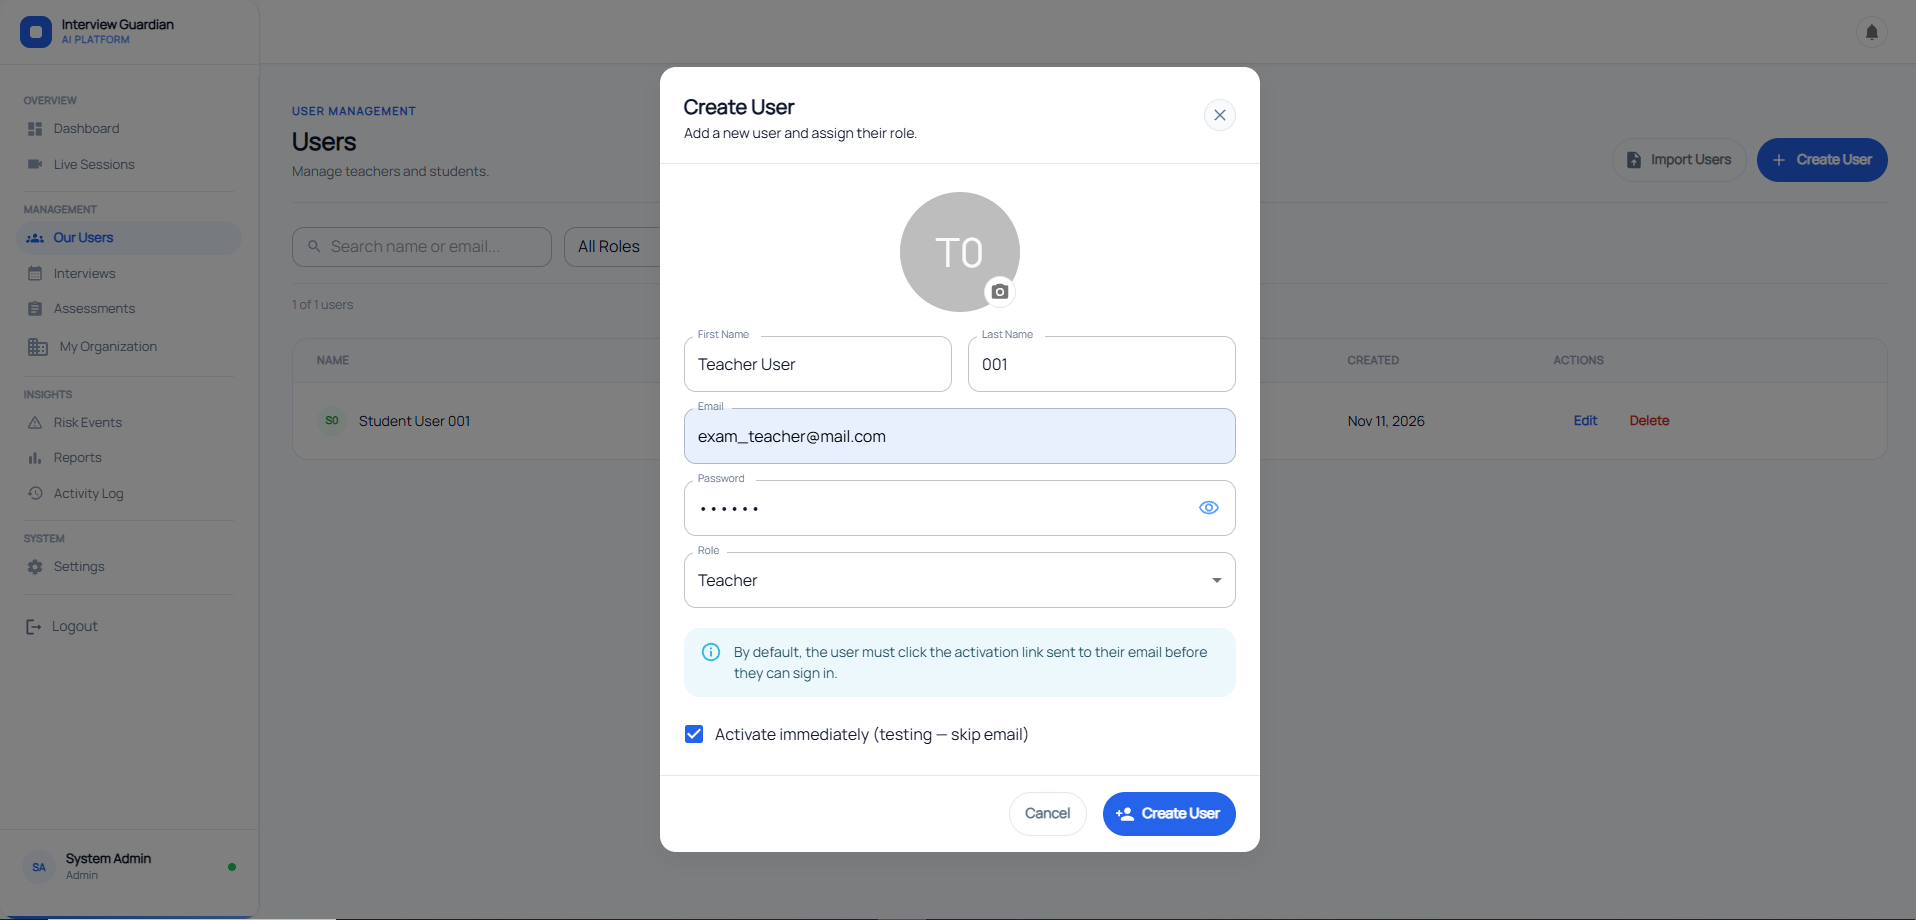 Interview Guardian
AI PLATFORM
OVERVIEW
Dashboard
Live Sessions
MANAGEMENT
Our Users
Interviews
Assessments
My Organization
INSIGHTS
Risk Events
Reports
Activity Log
SYSTEM
Settings
Logout
SA
System Admin
Admin
USER MANAGEMENT
Users
Manage teachers and students.
Import Users
Create User
Search name or email...
All Roles
1 of 1 users
NAME
CREATED
ACTIONS
S0
Student User 001
Nov 11, 2026
Edit
Delete
Create User
Add a new user and assign their role.
T0
First Name
Teacher User
Last Name
001
Email
exam_teacher@mail.com
Password
••••••
Role
Teacher
By default, the user must click the activation link sent to their email before
they can sign in.
Activate immediately (testing — skip email)
Cancel
Create User